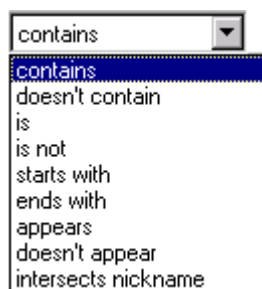 contains
contains
doesn't contain
is
is not
starts with
ends with
appears
doesn't appear
intersects nickname